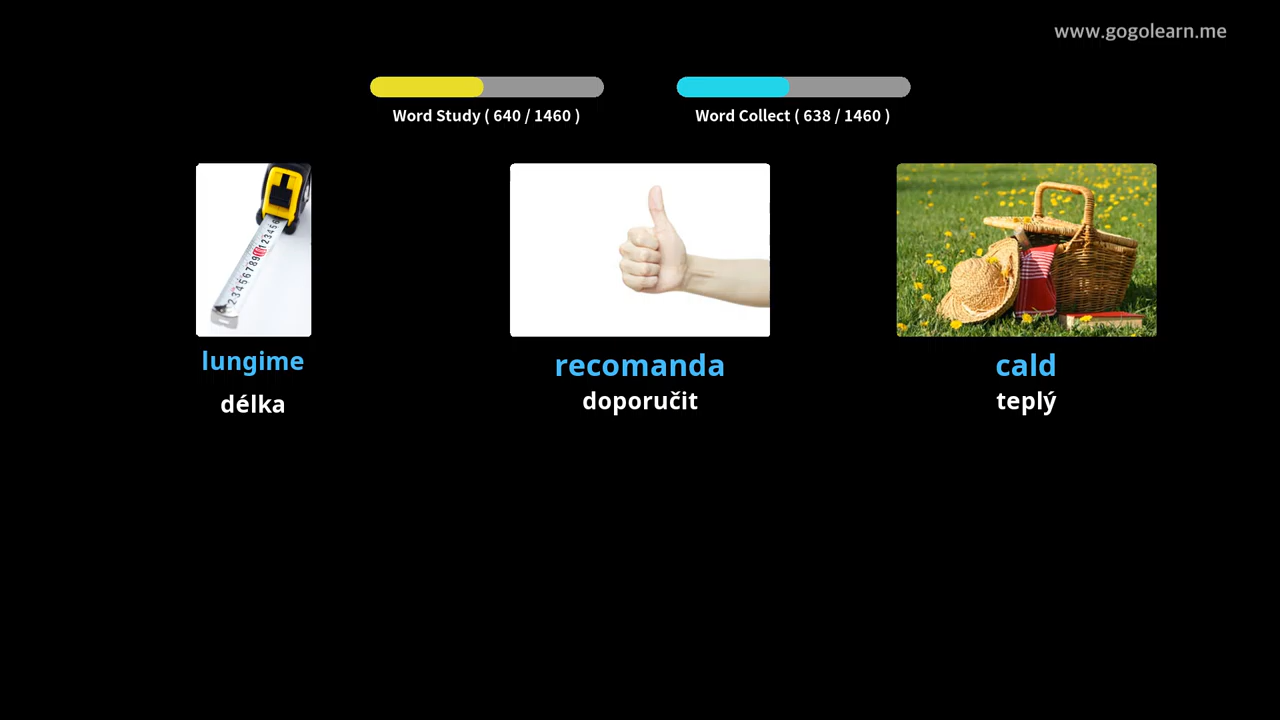 www.gogolearn.me
Word Study ( 640 / 1460 )
Word Collect ( 638 / 1460 )
lungime
délka
recomanda
doporučit
cald
teplý